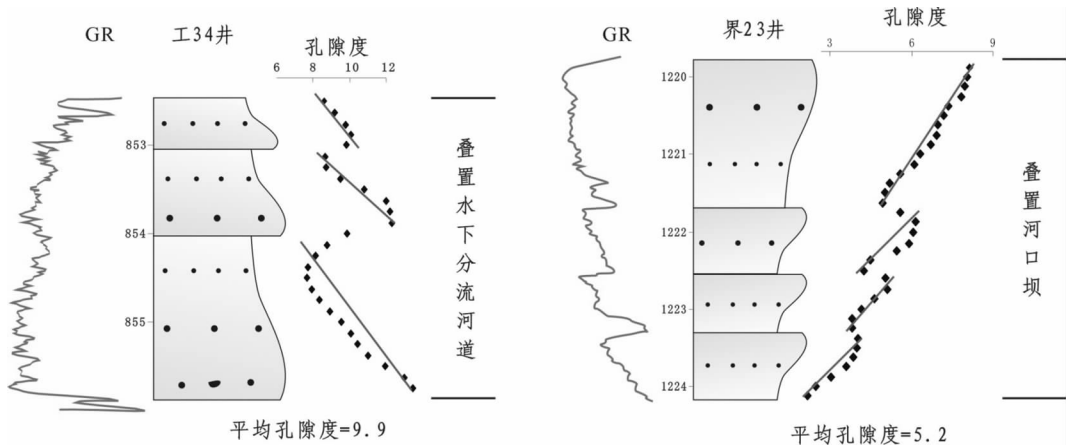 GR
工34井
孔隙度
6 8 10 12
853
854
855
叠置水下分流河道
平均孔隙度=9.9
GR
界23井
孔隙度
3 6 9
1220
1221
1222
1223
1224
叠置河口坝
平均孔隙度=5.2